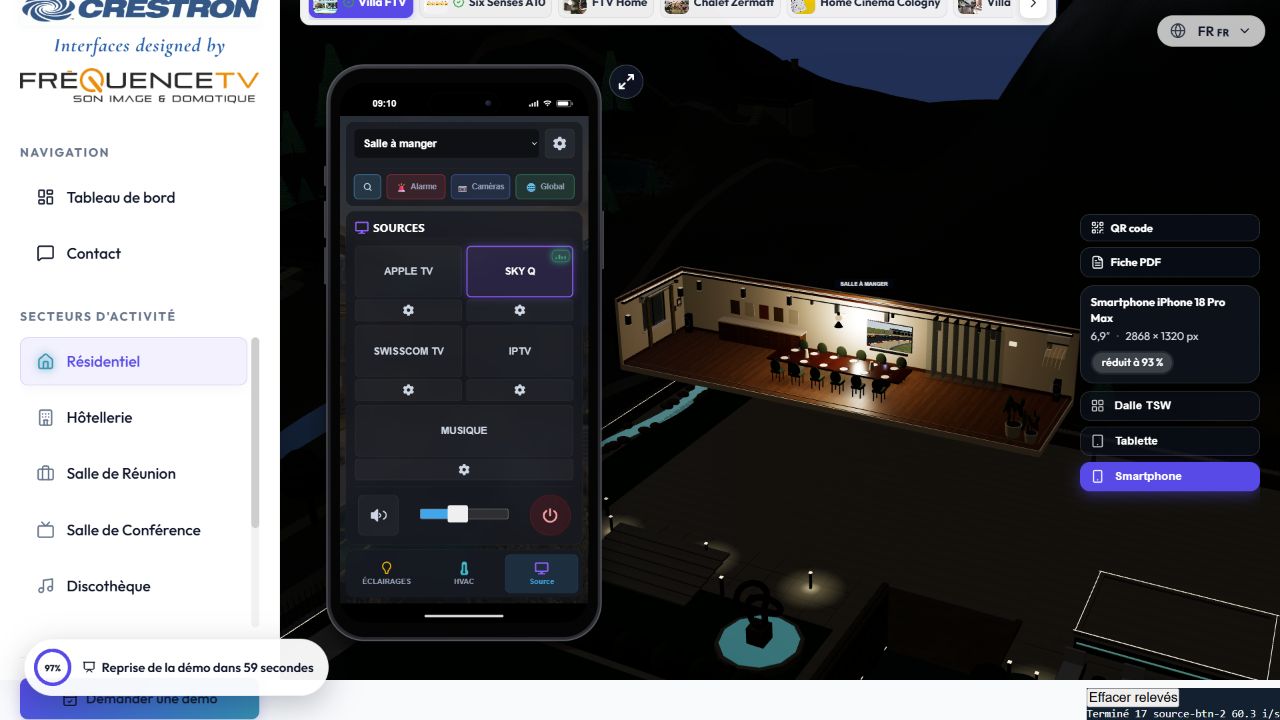 CRESTRON
Interfaces designed by
FRÉQUENCETV
SON IMAGE & DOMOTIQUE
NAVIGATION
Tableau de bord
Contact
SECTEURS D'ACTIVITÉ
Résidentiel
Hôtellerie
Salle de Réunion
Salle de Conférence
Discothèque
97%
Reprise de la démo dans 59 secondes
Demander une démo
Villa FTV
Six Senses A10
FTV Home
Chalet Zermatt
Home Cinema Cologny
Villa
FR FR
09:10
Salle à manger
Alarme
Caméras
Global
SOURCES
APPLE TV
SKY Q
SWISSCOM TV
IPTV
MUSIQUE
ÉCLAIRAGES
HVAC
Source
SALLE À MANGER
QR code
Fiche PDF
Smartphone iPhone 18 Pro
Max
6,9" · 2868 × 1320 px
réduit à 93 %
Dalle TSW
Tablette
Smartphone
Effacer relevés
Terminé 17 source-btn-2 60.3 i/s